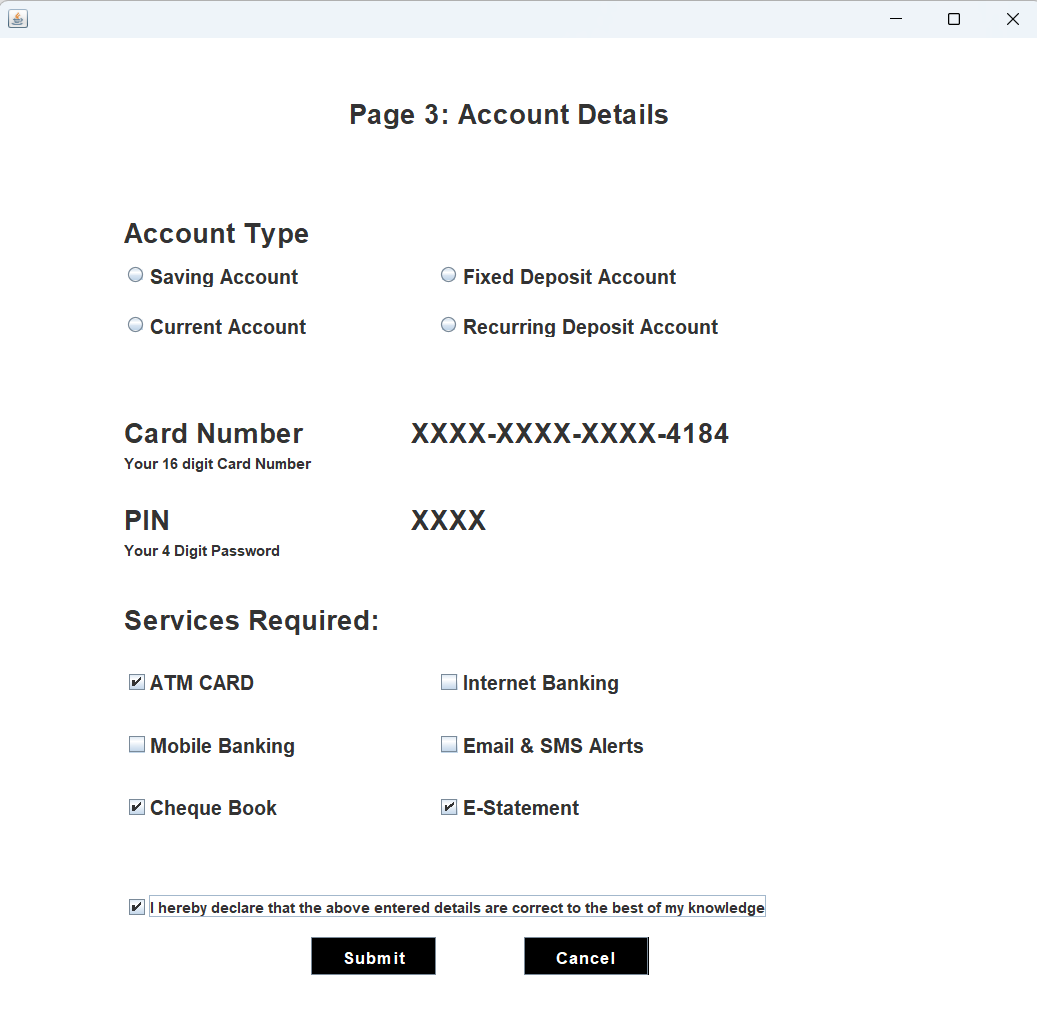 Page 3: Account Details
Account Type
Saving Account Fixed Deposit Account
Current Account Recurring Deposit Account
Card Number XXXX-XXXX-XXXX-4184
Your 16 digit Card Number
PIN XXXX
Your 4 Digit Password
Services Required:
ATM CARD Internet Banking
Mobile Banking Email & SMS Alerts
Cheque Book E-Statement
I hereby declare that the above entered details are correct to the best of my knowledge
Submit Cancel